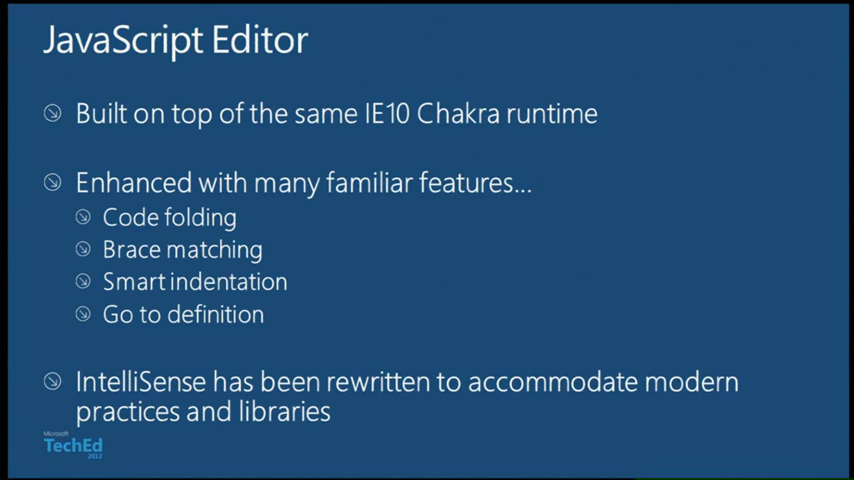 JavaScript Editor
Built on top of the same IE10 Chakra runtime
Enhanced with many familiar features...
Code folding
Brace matching
Smart indentation
Go to definition
IntelliSense has been rewritten to accommodate modern
practices and libraries
Microsoft
TechEd
2012